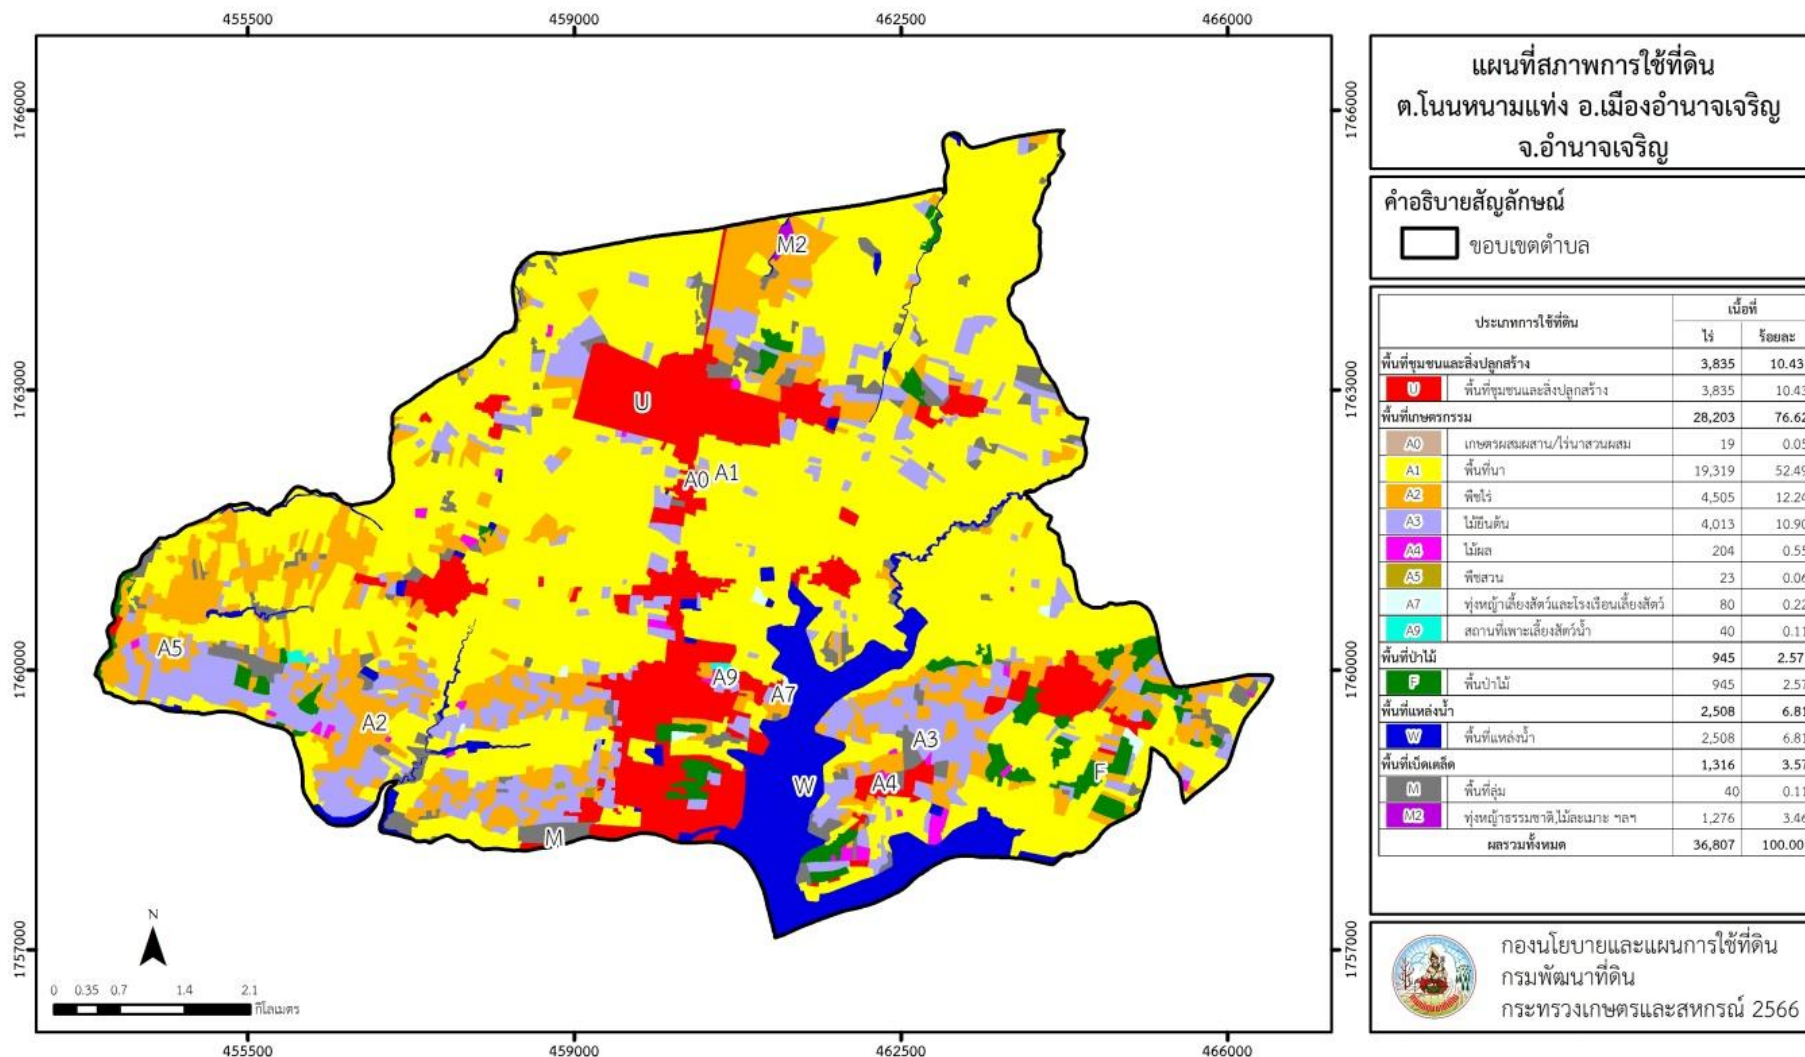 455500 459000 462500 466000
1766000 1766000
1763000 1763000
1760000 1760000
1757000 1757000
M2
U
A1
A0
A5
A9
A7
A2
A3
W
A4
F
M
N
0 0.35 0.7 1.4 2.1
กิโลเมตร
455500 459000 462500 466000
แผนที่สภาพการใช้ที่ดิน
ต.โนนหนามแท่ง อ.เมืองอำนาจเจริญ
จ.อำนาจเจริญ
คำอธิบายสัญลักษณ์
ขอบเขตตำบล
ประเภทการใช้ที่ดิน เนื้อที่
ไร่ ร้อยละ
พื้นที่ชุมชนและสิ่งปลูกสร้าง 3,835 10.43
U พื้นที่ชุมชนและสิ่งปลูกสร้าง 3,835 10.43
พื้นที่เกษตรกรรม 28,203 76.62
A0 เกษตรผสมผสาน/ไร่นาสวนผสม 19 0.05
A1 พื้นที่นา 19,319 52.49
A2 พืชไร่ 4,505 12.24
A3 ไม้ยืนต้น 4,013 10.90
A4 ไม้ผล 204 0.55
A5 พืชสวน 23 0.06
A7 ทุ่งหญ้าเลี้ยงสัตว์และโรงเรือนเลี้ยงสัตว์ 80 0.22
A9 สถานที่เพาะเลี้ยงสัตว์น้ำ 40 0.11
พื้นที่ป่าไม้ 945 2.57
F พื้นป่าไม้ 945 2.57
พื้นที่แหล่งน้ำ 2,508 6.81
W พื้นที่แหล่งน้ำ 2,508 6.81
พื้นที่เบ็ดเตล็ด 1,316 3.57
M พื้นที่ลุ่ม 40 0.11
M2 ทุ่งหญ้าธรรมชาติ,ไม้ละเมาะ ฯลฯ 1,276 3.46
ผลรวมทั้งหมด 36,807 100.00
กองนโยบายและแผนการใช้ที่ดิน
กรมพัฒนาที่ดิน
กระทรวงเกษตรและสหกรณ์ 2566